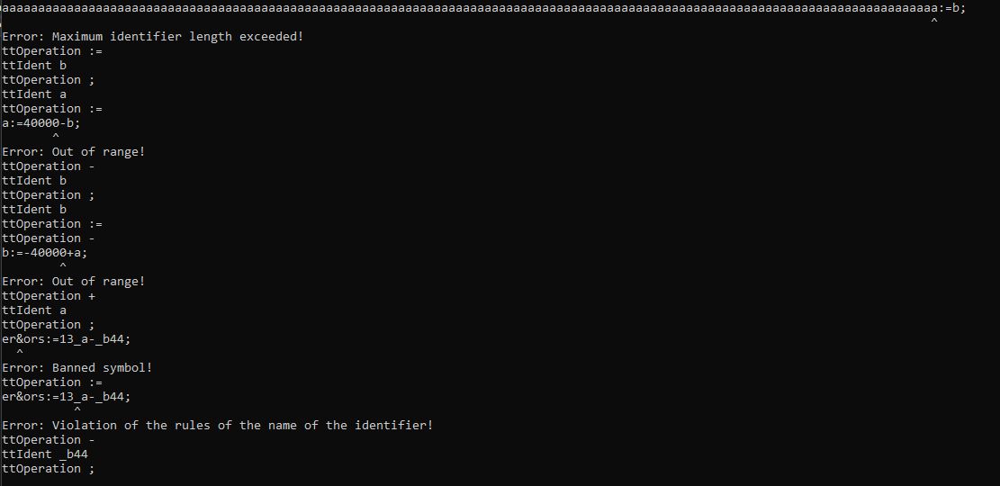 aaaaaaaaaaaaaaaaaaaaaaaaaaaaaaaaaaaaaaaaaaaaaaaaaaaaaaaaaaaaaaaaaaaaaaaaaaaaaaaaaaaaaaaaaaaaaaaaaaaaaaaaaaaaaaaaaaaaaaaaaaaaaaaaaa:=b;
^
Error: Maximum identifier length exceeded!
ttOperation :=
ttIdent b
ttOperation ;
ttIdent a
ttOperation :=
a:=40000-b;
^
Error: Out of range!
ttOperation -
ttIdent b
ttOperation ;
ttIdent b
ttOperation :=
ttOperation -
b:=-40000+a;
^
Error: Out of range!
ttOperation +
ttIdent a
ttOperation ;
er&ors:=13_a-_b44;
^
Error: Banned symbol!
ttOperation :=
er&ors:=13_a-_b44;
^
Error: Violation of the rules of the name of the identifier!
ttOperation -
ttIdent _b44
ttOperation ;